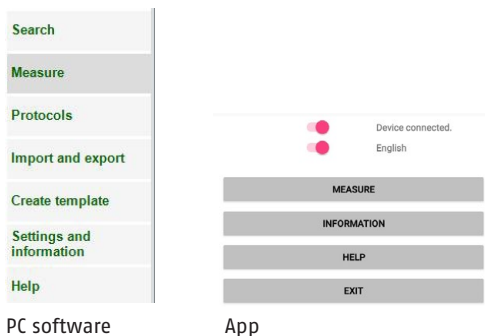 Search
Measure
Protocols
Import and export
Create template
Settings and
information
Help
Device connected.
English
MEASURE
INFORMATION
HELP
EXIT
PC software
App